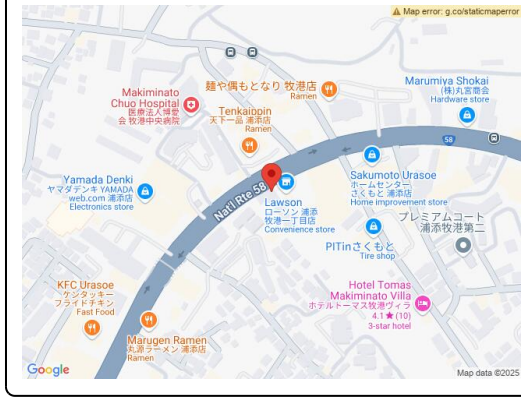 Map error: g.co/staticmaperror
麺や偶もとなり 牧港店
Ramen
Marumiya Shokai
(株)丸宮商会
Hardware store
Makiminato
Chuo Hospital
医療法人博愛
会 牧港中央病院
Tenkaippin
天下一品 浦添店
Ramen
58
Yamada Denki
ヤマダデンキ YAMADA
web.com 浦添店
Electronics store
Nat'l Rte 58
Lawson
ローソン 浦添
牧港一丁目店
Convenience store
Sakumoto Urasoe
ホームセンター
さくもと 浦添店
Home improvement store
プレミアムコート
浦添牧港第二
PITinさくもと
Tire shop
KFC Urasoe
ケンタッキー
フライドチキン
Fast Food
Hotel Tomas
Makiminato Villa
ホテルトーマス牧港ヴィラ
4.1★(10)
3-star hotel
Marugen Ramen
丸源ラーメン 浦添店
Ramen
Google
Map data ©2025